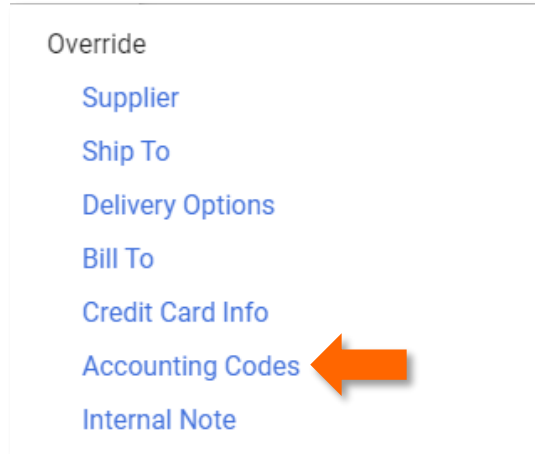 Override
Supplier
Ship To
Delivery Options
Bill To
Credit Card Info
Accounting Codes
Internal Note